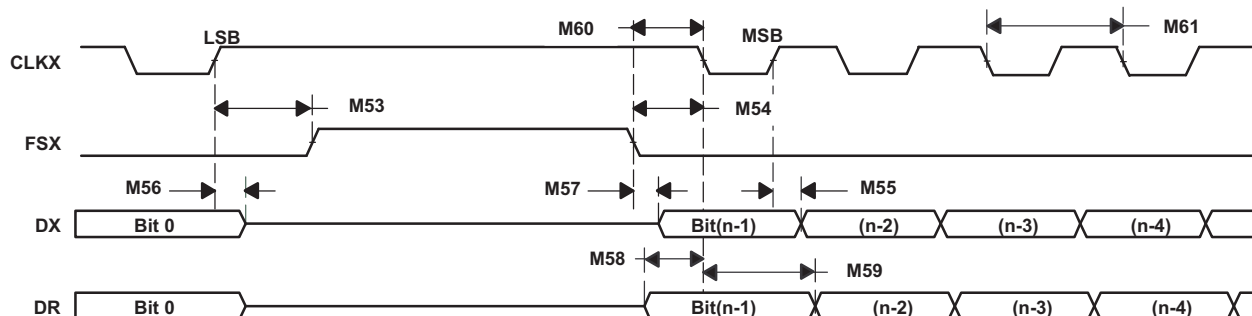 LSB M60 MSB M61
CLKX
M53 M54
FSX
M56 M57 M55
DX Bit 0 Bit(n-1) (n-2) (n-3) (n-4)
M58 M59
DR Bit 0 Bit(n-1) (n-2) (n-3) (n-4)